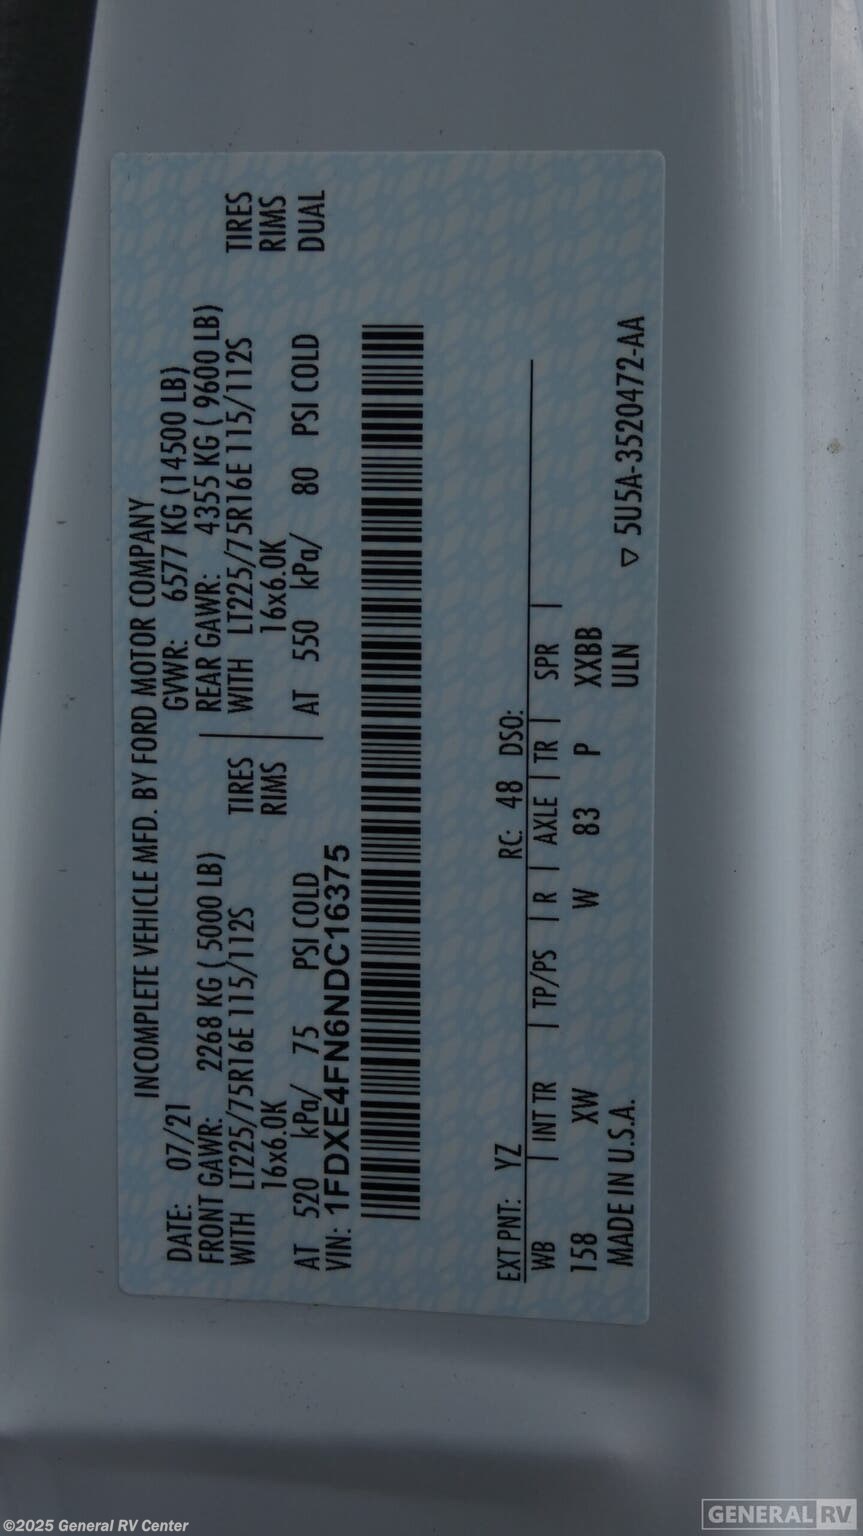 INCOMPLETE VEHICLE MFD. BY FORD MOTOR COMPANY
DATE: 07/21 GVWR: 6577 KG (14500 LB)
FRONT GAWR: 2268 KG ( 5000 LB) REAR GAWR: 4355 KG ( 9600 LB)
WITH LT225/75R16E 115/112S TIRES WITH LT225/75R16E 115/112S TIRES
16x6.0K RIMS 16x6.0K RIMS
AT 520 kPa/ 75 PSI COLD AT 550 kPa/ 80 PSI COLD DUAL
VIN: 1FDXE4FN6NDC16375
EXT PNT: YZ RC: 48 DSO:
WB | INT TR | TP/PS | R | AXLE | TR | SPR |
158 XW W 83 P XXBB
MADE IN U.S.A. ULN ▽ 5U5A-3520472-AA
©2025 General RV Center
GENERAL RV